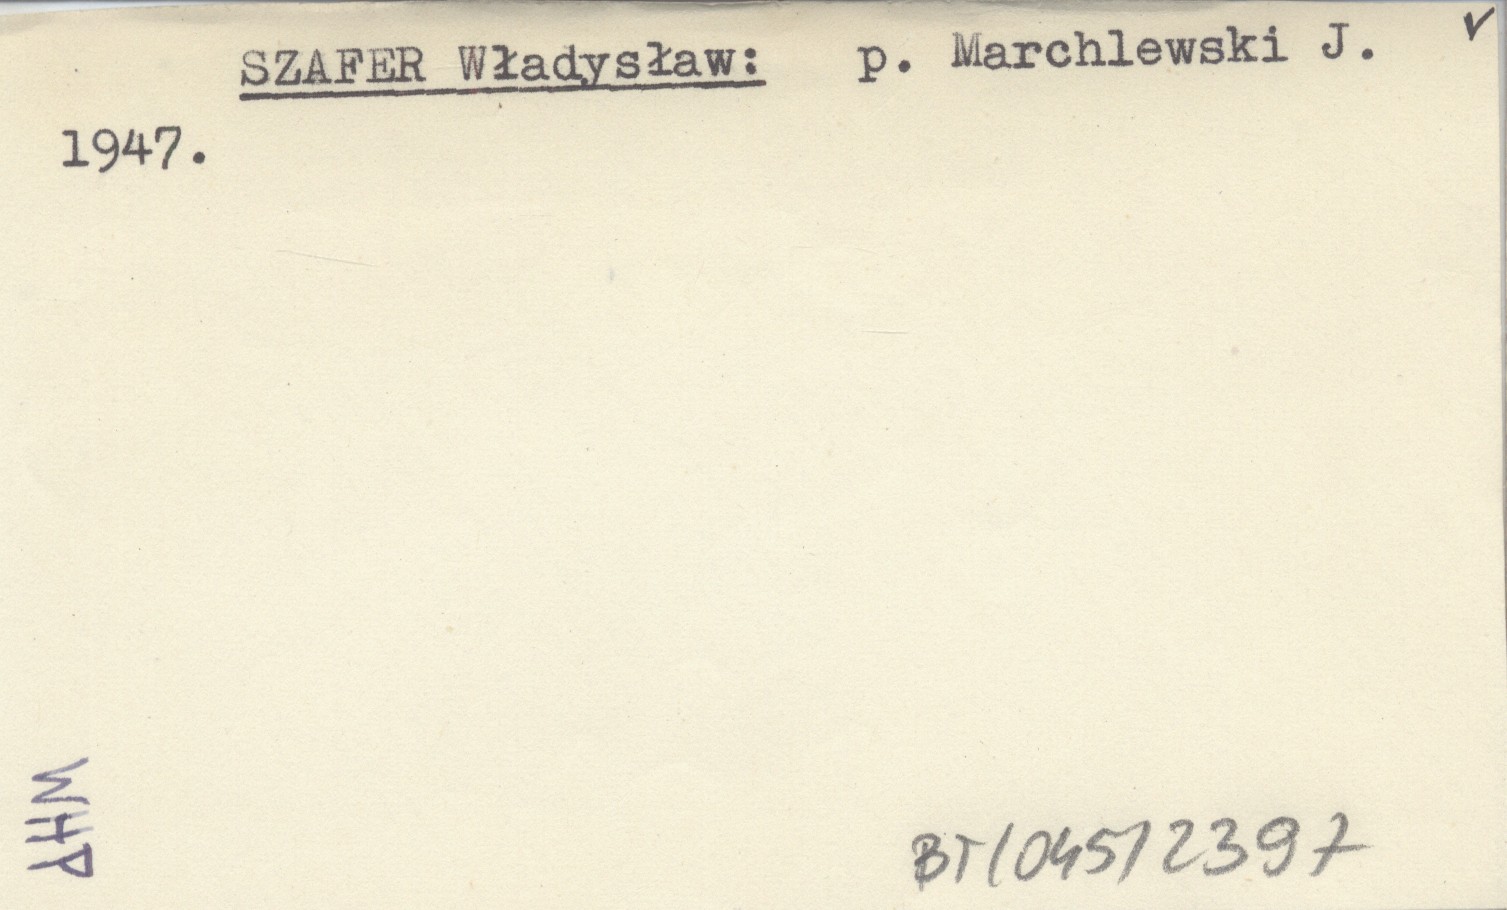 SZAFER Władysław: p. Marchlewski J. ✓
1947.
WHP
BT/045/2397